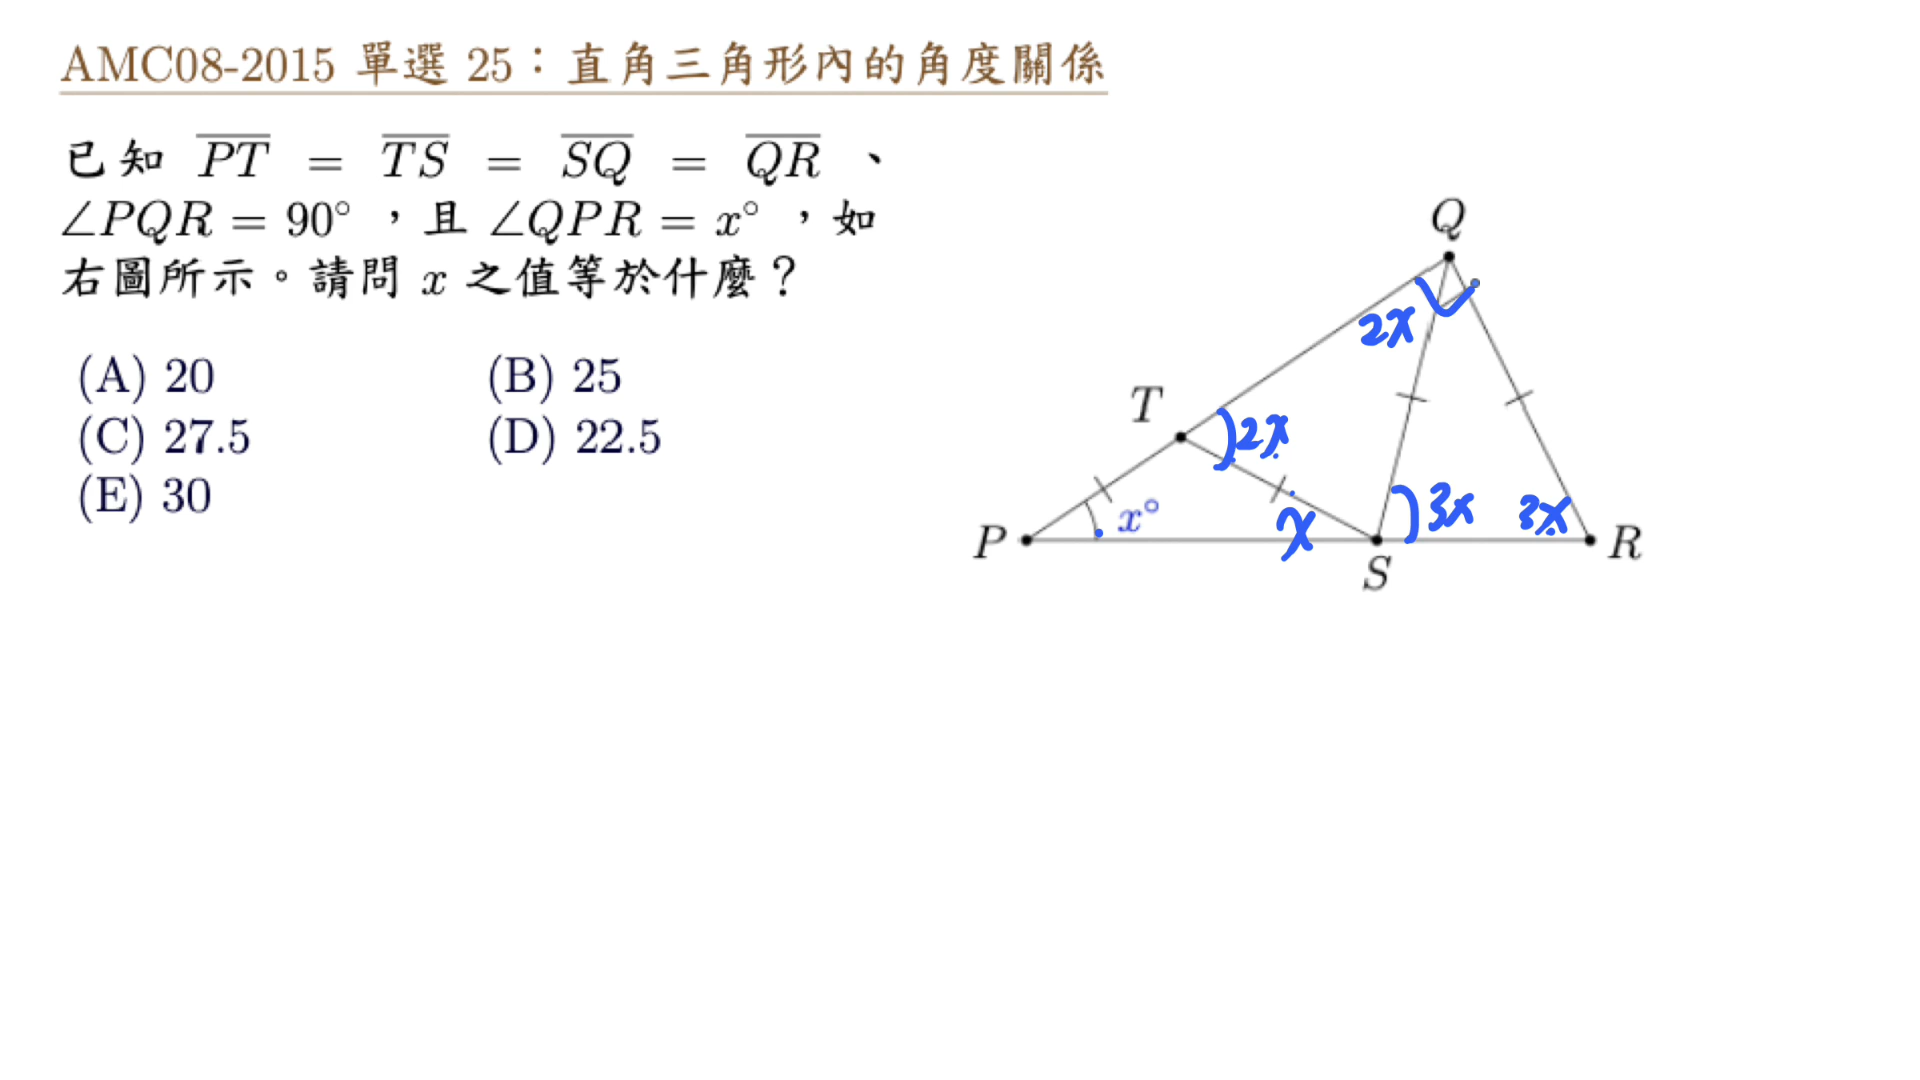 AMC08-2015 單選 25：直角三角形內的角度關係
已知 PT = TS = SQ = QR 、
∠PQR = 90° ，且 ∠QPR = x° ，如
右圖所示。請問 x 之值等於什麼？
(A) 20 (B) 25
(C) 27.5 (D) 22.5
(E) 30
Q
2x
T
2x
x°
x
3x
3x
P
S
R